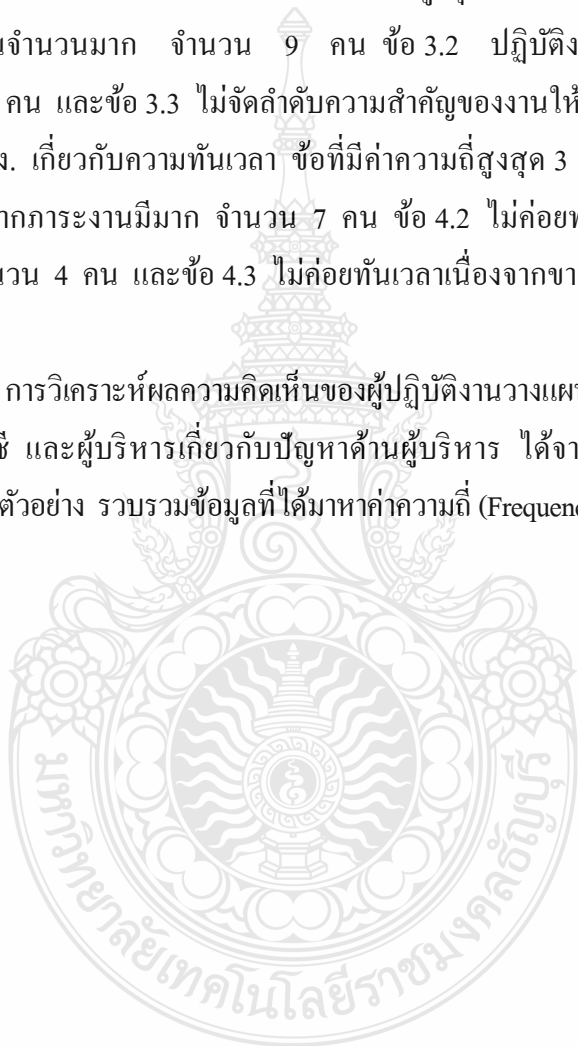 นจำนวนมาก จำนวน 9 คน ข้อ 3.2 ปฏิบัติง
คน และข้อ 3.3 ไม่จัดลำดับความสำคัญของงานให้
ง. เกี่ยวกับความทันเวลา ข้อที่มีค่าความถี่สูงสุด 3
ากภาระงานมีมาก จำนวน 7 คน ข้อ 4.2 ไม่ค่อยท
นวน 4 คน และข้อ 4.3 ไม่ค่อยทันเวลาเนื่องจากขา
การวิเคราะห์ผลความคิดเห็นของผู้ปฏิบัติงานวางแผ
ชี และผู้บริหารเกี่ยวกับปัญหาด้านผู้บริหาร ได้จา
ตัวอย่าง รวบรวมข้อมูลที่ได้มาหาค่าความถี่ (Frequenc
มหาวิทยาลัยเทคโนโลยีราชมงคลธัญบุรี